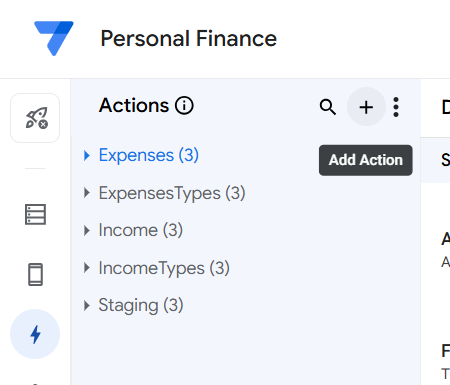 Personal Finance
Actions
Expenses (3)
Add Action
ExpensesTypes (3)
Income (3)
IncomeTypes (3)
Staging (3)